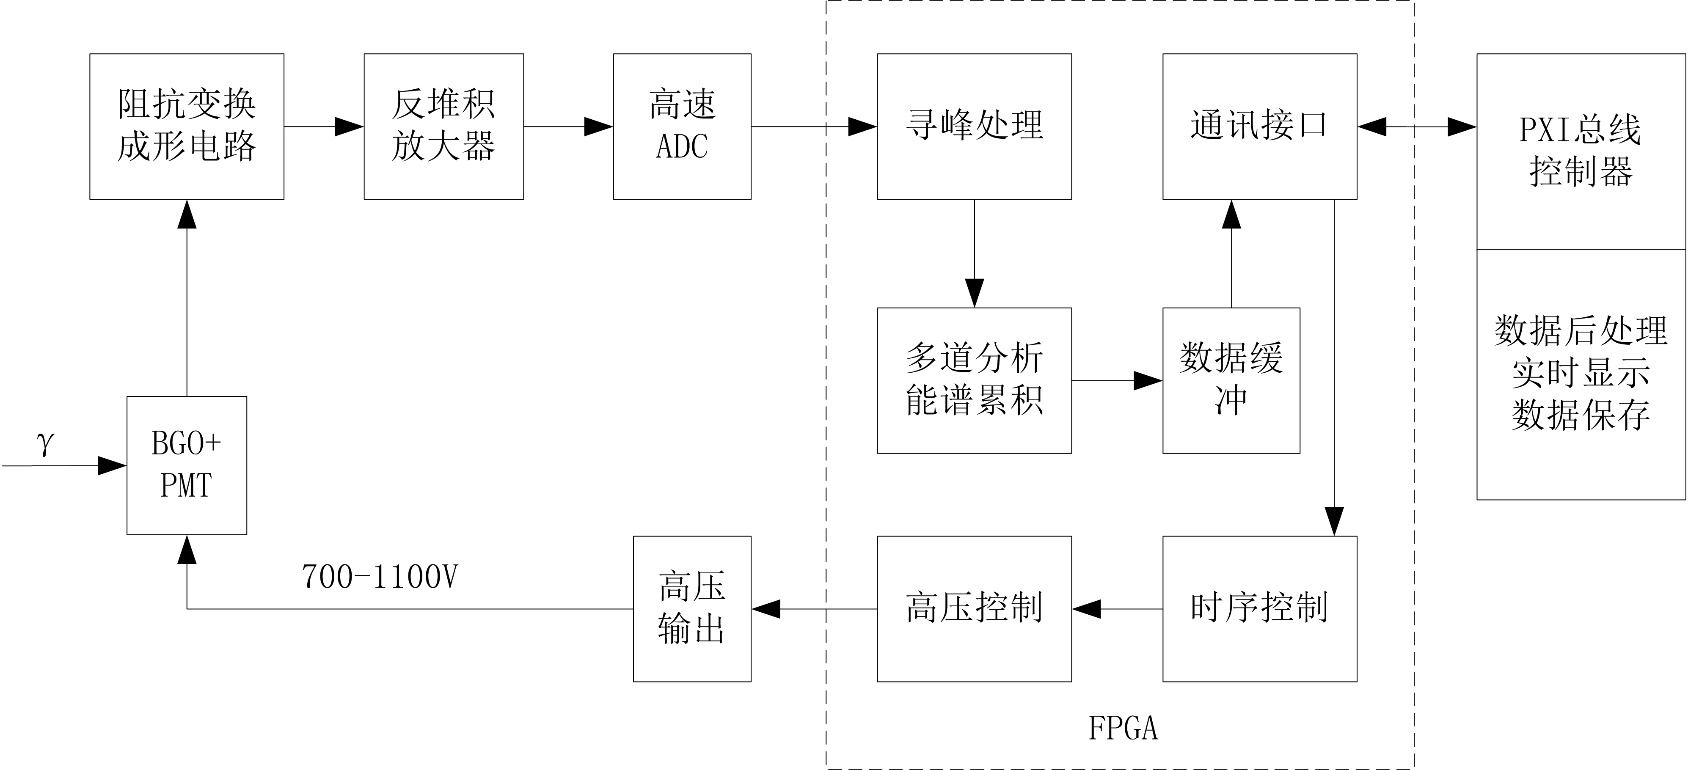 阻抗变换
成形电路
反堆积
放大器
高速
ADC
寻峰处理
通讯接口
PXI总线
控制器
多道分析
能谱累积
数据缓
冲
数据后处理
实时显示
数据保存
γ
BGO+
PMT
700-1100V
高压
输出
高压控制
时序控制
FPGA